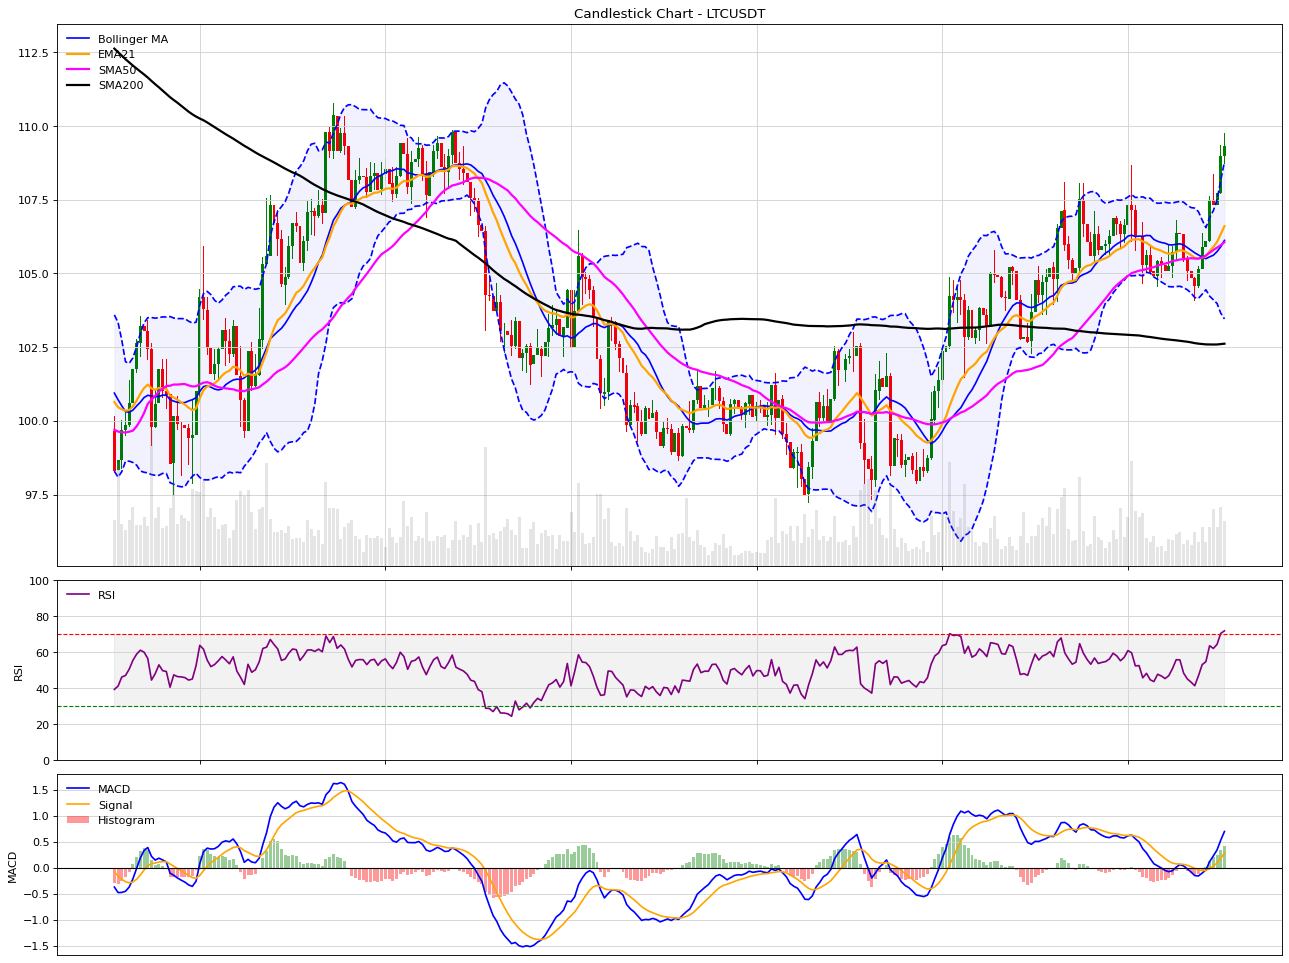 Candlestick Chart - LTCUSDT
Bollinger MA
EMA21
SMA50
SMA200
112.5
110.0
107.5
105.0
102.5
100.0
97.5
RSI
RSI
100
80
60
40
20
0
MACD
Signal
Histogram
MACD
1.5
1.0
0.5
0.0
−0.5
−1.0
−1.5